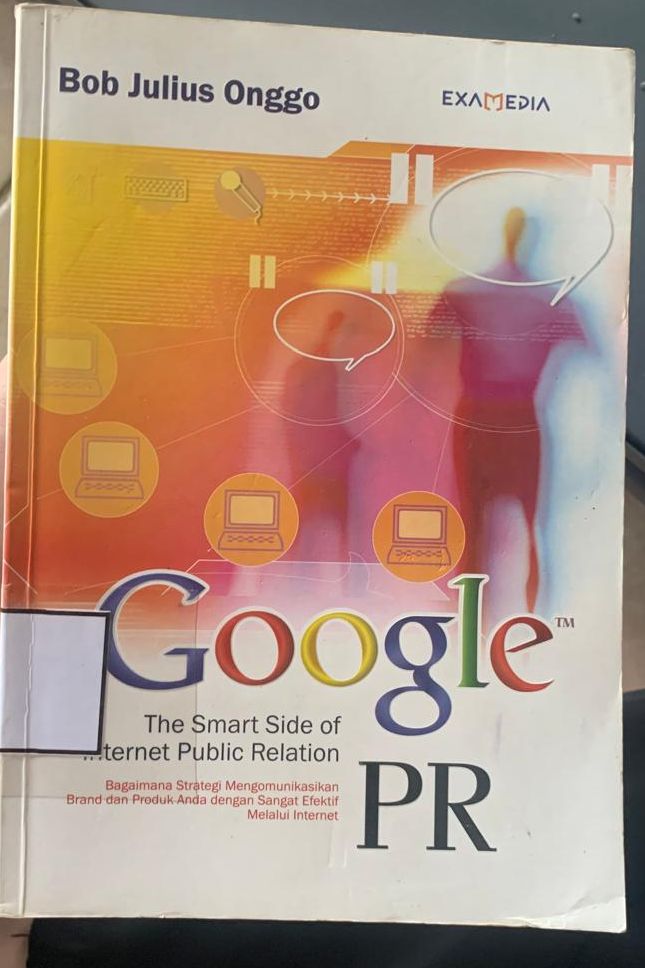 Bob Julius Onggo
EXAMEDIA
Google™
The Smart Side of
ternet Public Relation
PR
Bagaimana Strategi Mengomunikasikan
Brand dan Produk Anda dengan Sangat Efektif
Melalui Internet